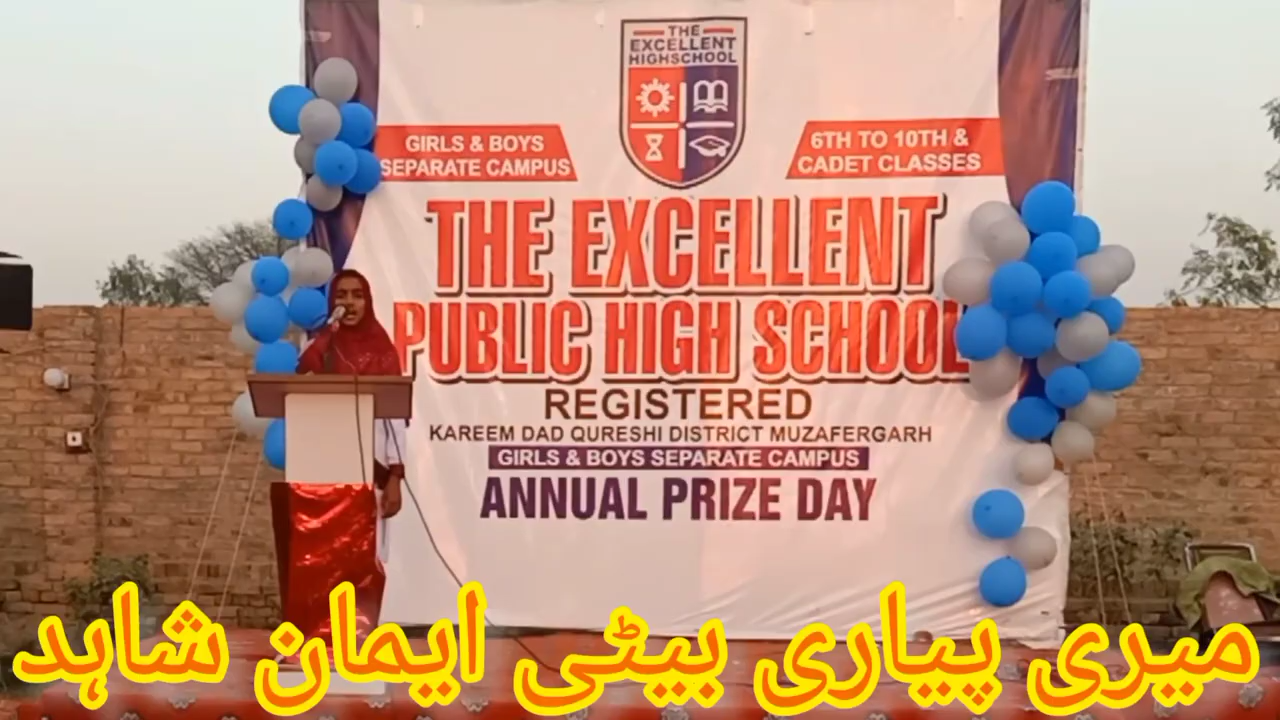 THE
EXCELLENT
HIGHSCHOOL
GIRLS & BOYS
SEPARATE CAMPUS
6TH TO 10TH &
CADET CLASSES
THE EXCELLENT
PUBLIC HIGH SCHOOL
REGISTERED
KAREEM DAD QURESHI DISTRICT MUZAFERGARH
GIRLS & BOYS SEPARATE CAMPUS
ANNUAL PRIZE DAY
میری پیاری بیٹی ایمان شاہد